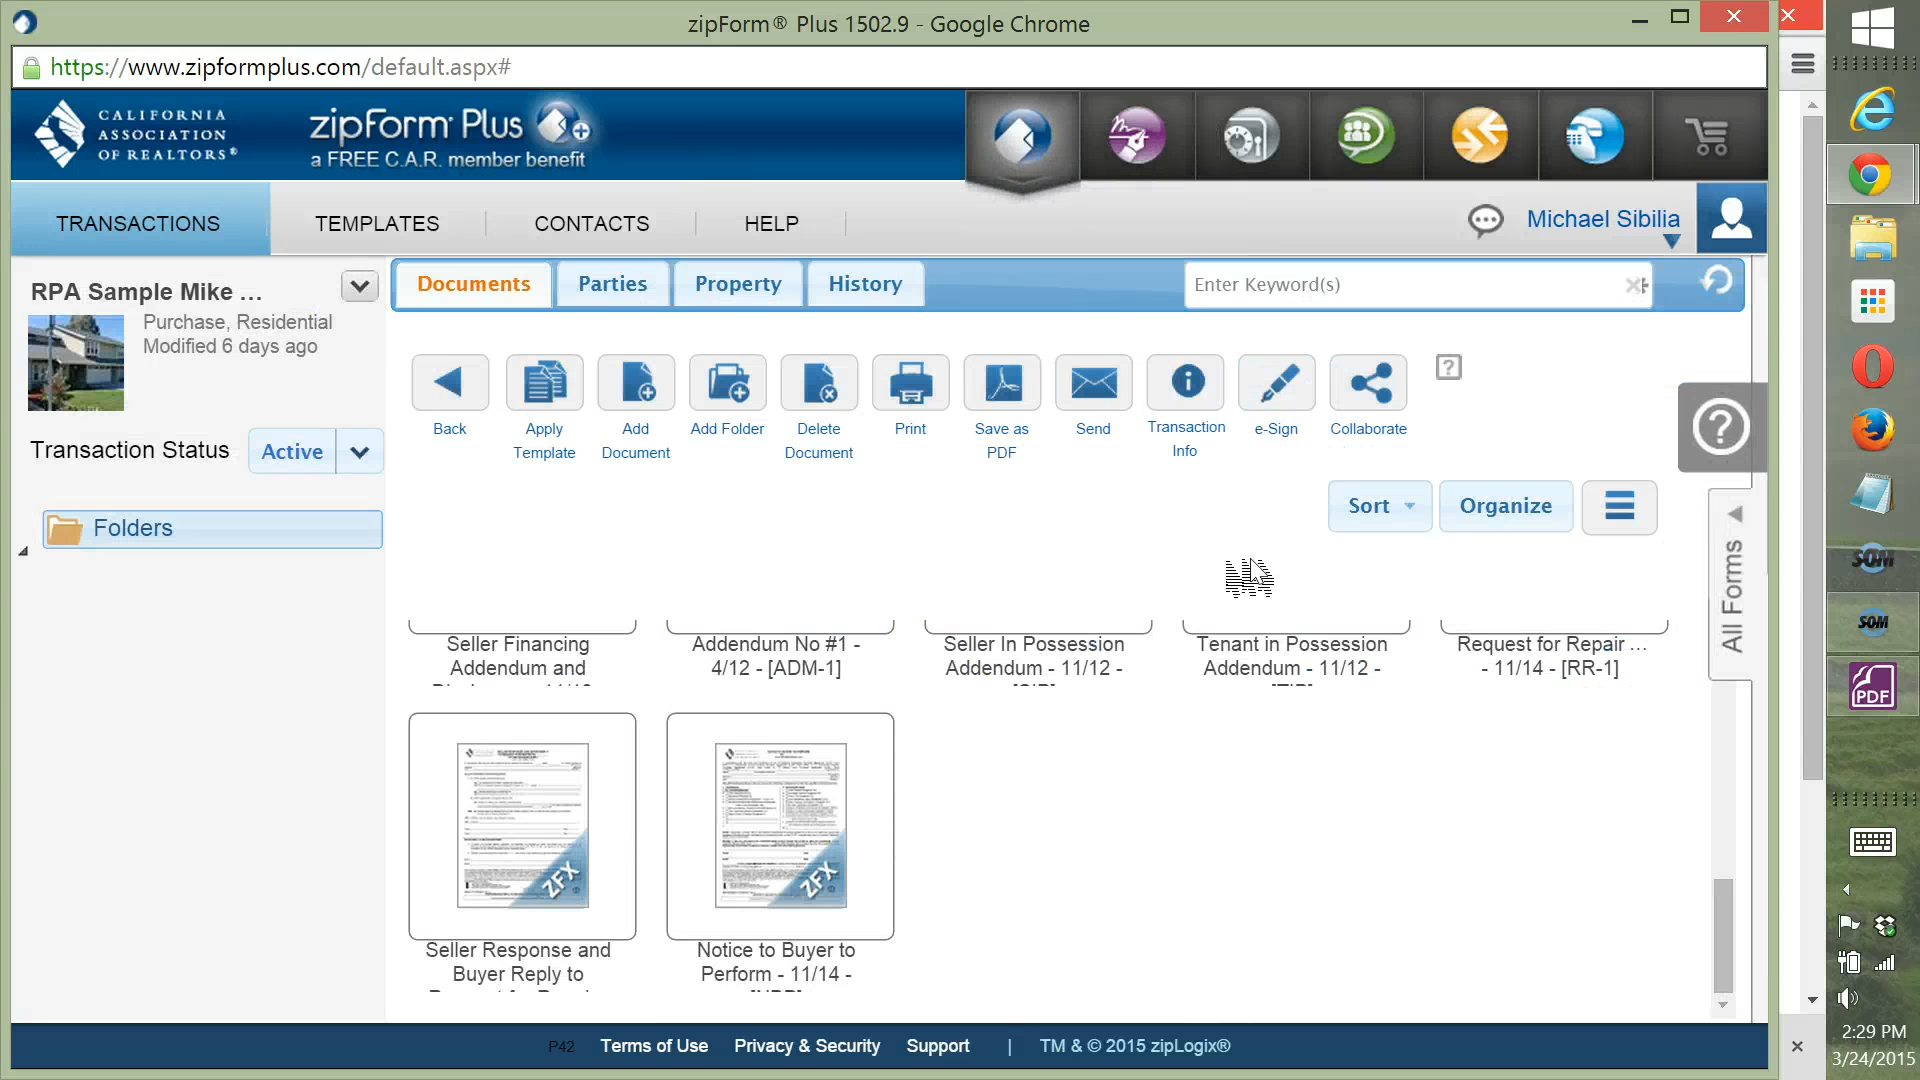 zipForm® Plus 1502.9 - Google Chrome
https://www.zipformplus.com/default.aspx#
CALIFORNIA
ASSOCIATION
OF REALTORS®
zipForm® Plus
a FREE C.A.R. member benefit
TRANSACTIONS
TEMPLATES
CONTACTS
HELP
Michael Sibilia
RPA Sample Mike ...
Purchase, Residential
Modified 6 days ago
Transaction Status
Active
Folders
Documents
Parties
Property
History
Enter Keyword(s)
Back
Apply
Template
Add
Document
Add Folder
Delete
Document
Print
Save as
PDF
Send
Transaction
Info
e-Sign
Collaborate
?
Sort
Organize
?
All Forms
Seller Financing
Addendum and
Addendum No #1 -
4/12 - [ADM-1]
Seller In Possession
Addendum - 11/12 -
Tenant in Possession
Addendum - 11/12 -
Request for Repair ...
- 11/14 - [RR-1]
ZFX
ZFX
Seller Response and
Buyer Reply to
Notice to Buyer to
Perform - 11/14 -
P42
Terms of Use
Privacy & Security
Support
|
TM & © 2015 zipLogix®
SOM
SOM
PDF
2:29 PM
3/24/2015